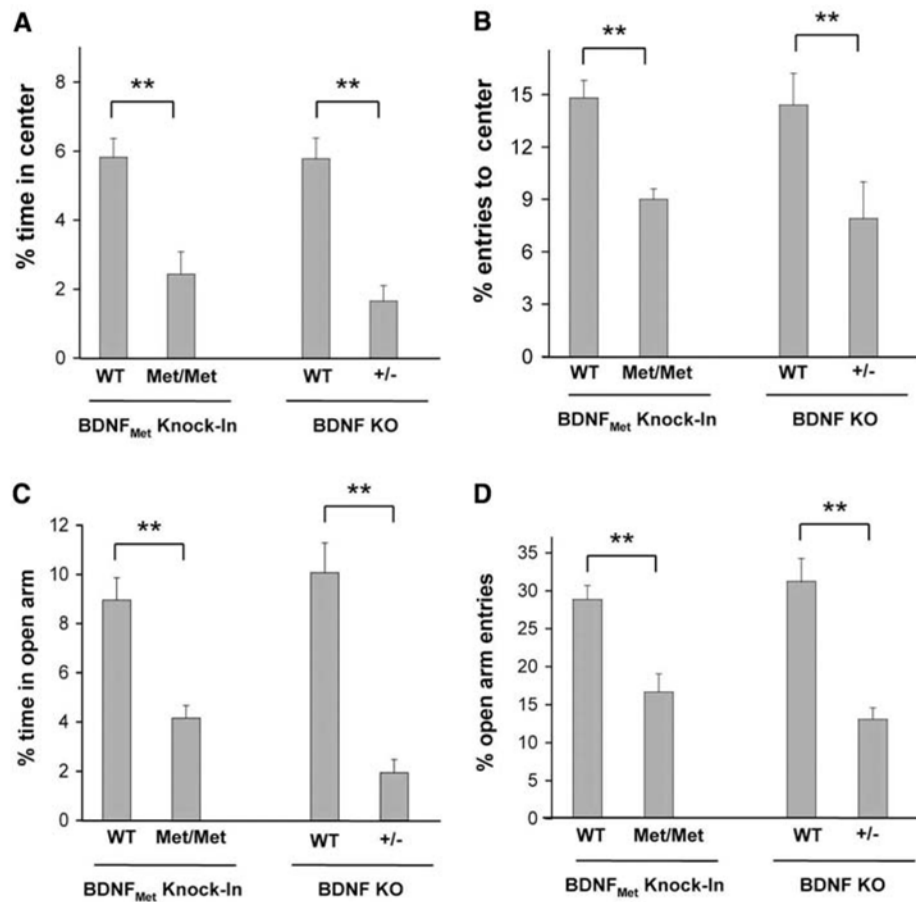 A
% time in center
8
6
4
2
0
** **
WT Met/Met WT +/-
BDNFMet Knock-In BDNF KO
B
% entries to center
15
12
9
6
3
0
** **
WT Met/Met WT +/-
BDNFMet Knock-In BDNF KO
C
% time in open arm
12
10
8
6
4
2
0
** **
WT Met/Met WT +/-
BDNFMet Knock-In BDNF KO
D
% open arm entries
35
30
25
20
15
10
5
0
** **
WT Met/Met WT +/-
BDNFMet Knock-In BDNF KO